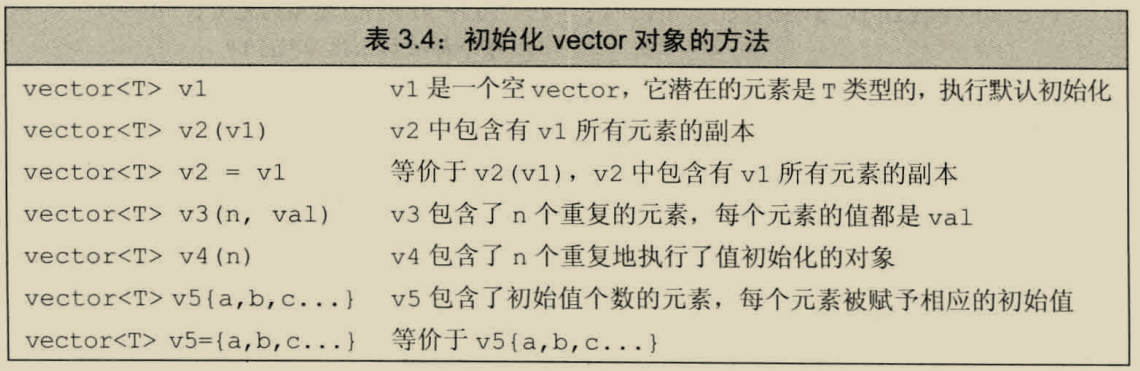 表 3.4：初始化 vector 对象的方法
vector<T> v1 v1 是一个空 vector，它潜在的元素是 T 类型的，执行默认初始化
vector<T> v2(v1) v2 中包含有 v1 所有元素的副本
vector<T> v2 = v1 等价于 v2(v1)，v2 中包含有 v1 所有元素的副本
vector<T> v3(n, val) v3 包含了 n 个重复的元素，每个元素的值都是 val
vector<T> v4(n) v4 包含了 n 个重复地执行了值初始化的对象
vector<T> v5{a,b,c...} v5 包含了初始值个数的元素，每个元素被赋予相应的初始值
vector<T> v5={a,b,c...} 等价于 v5{a,b,c...}